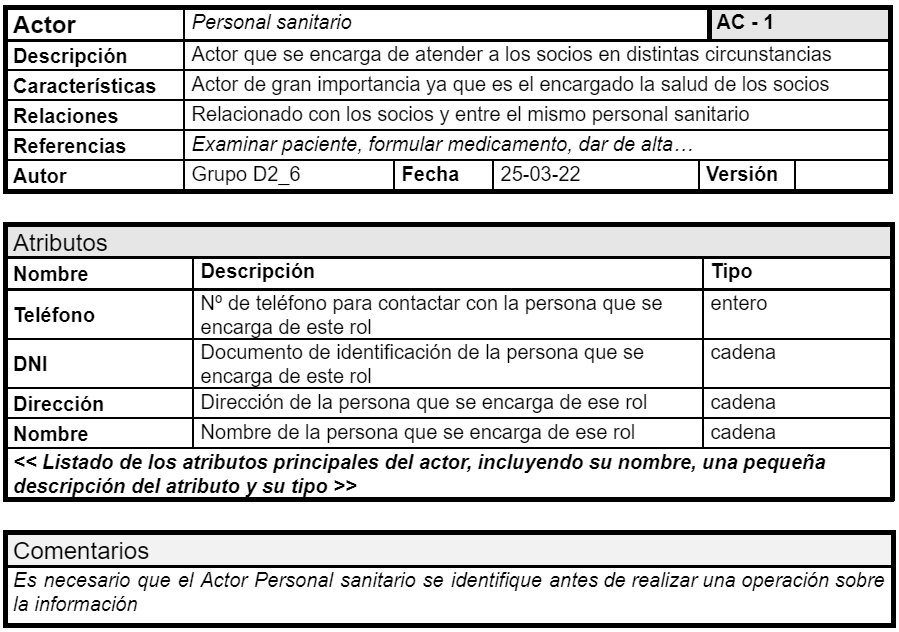 Actor Personal sanitario AC - 1
Descripción Actor que se encarga de atender a los socios en distintas circunstancias
Características Actor de gran importancia ya que es el encargado la salud de los socios
Relaciones Relacionado con los socios y entre el mismo personal sanitario
Referencias Examinar paciente, formular medicamento, dar de alta…
Autor Grupo D2_6 Fecha 25-03-22 Versión
Atributos
Nombre Descripción Tipo
Teléfono Nº de teléfono para contactar con la persona que se entero
encarga de este rol
DNI Documento de identificación de la persona que se cadena
encarga de este rol
Dirección Dirección de la persona que se encarga de ese rol cadena
Nombre Nombre de la persona que se encarga de ese rol cadena
<< Listado de los atributos principales del actor, incluyendo su nombre, una pequeña
descripción del atributo y su tipo >>
Comentarios
Es necesario que el Actor Personal sanitario se identifique antes de realizar una operación sobre
la información